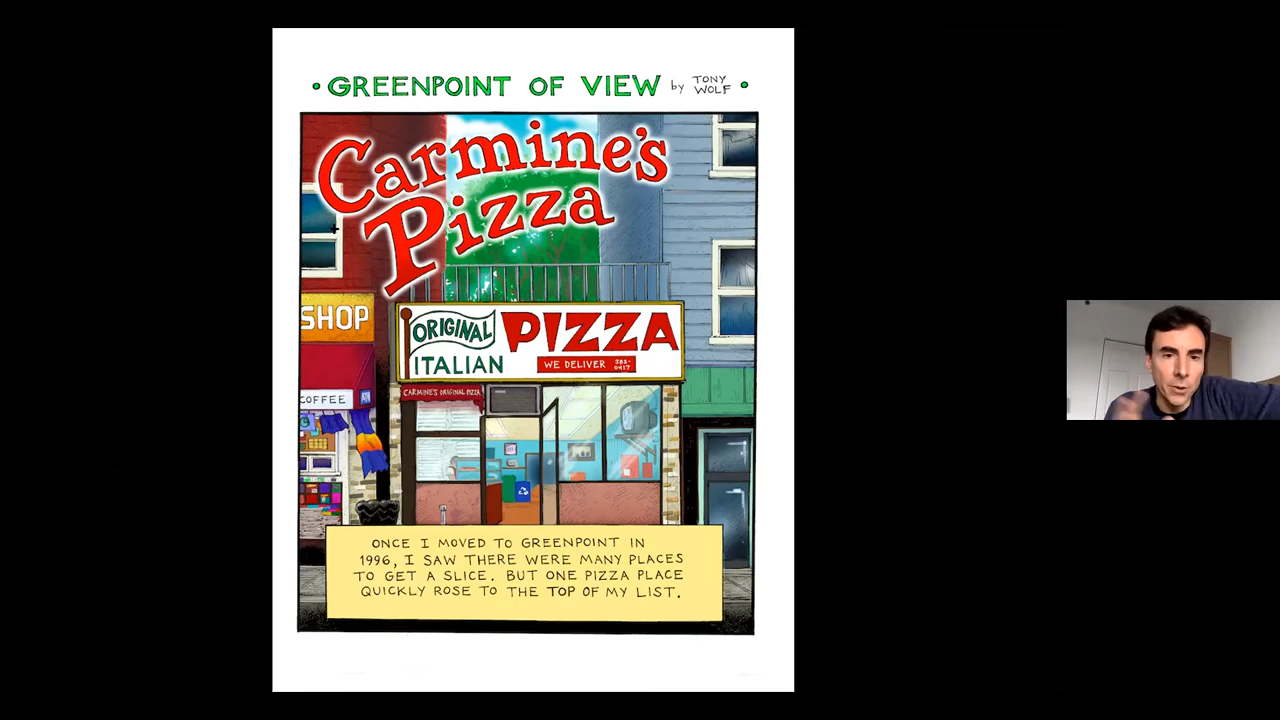 • GREENPOINT OF VIEW by TONY WOLF •
Carmine's
Pizza
SHOP
COFFEE
ORIGINAL
ITALIAN
PIZZA
WE DELIVER
CARMINE'S ORIGINAL PIZZA
ONCE I MOVED TO GREENPOINT IN
1996, I SAW THERE WERE MANY PLACES
TO GET A SLICE. BUT ONE PIZZA PLACE
QUICKLY ROSE TO THE TOP OF MY LIST.